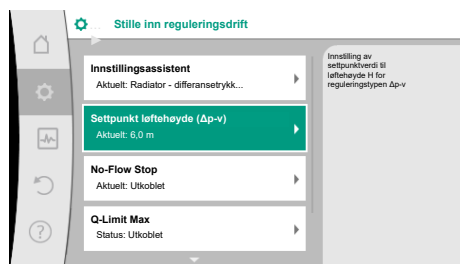 ... Stille inn reguleringsdrift
Innstillingsassistent
Aktuelt: Radiator - differansetrykk...
Settpunkt løftehøyde (Δp-v)
Aktuelt: 6,0 m
No-Flow Stop
Aktuelt: Utkoblet
Q-Limit Max
Status: Utkoblet
Innstilling av
settpunktverdi til
løftehøyde H for
reguleringstypen Δp-v
?